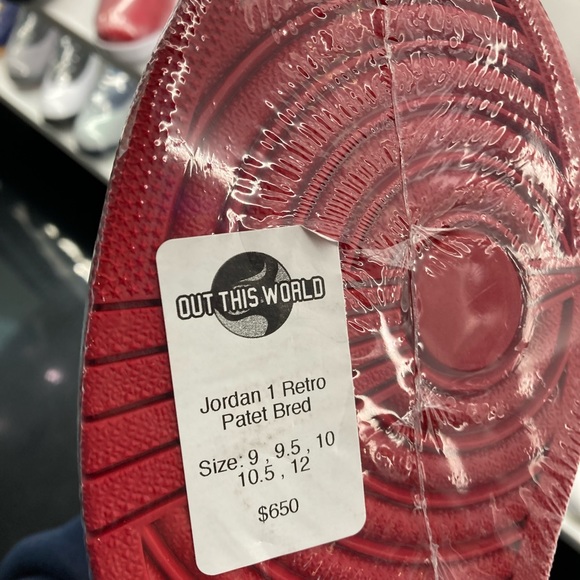 OUT THIS WORLD
Jordan 1 Retro
Patet Bred
Size: 9 , 9.5 , 10
10.5 , 12
$650